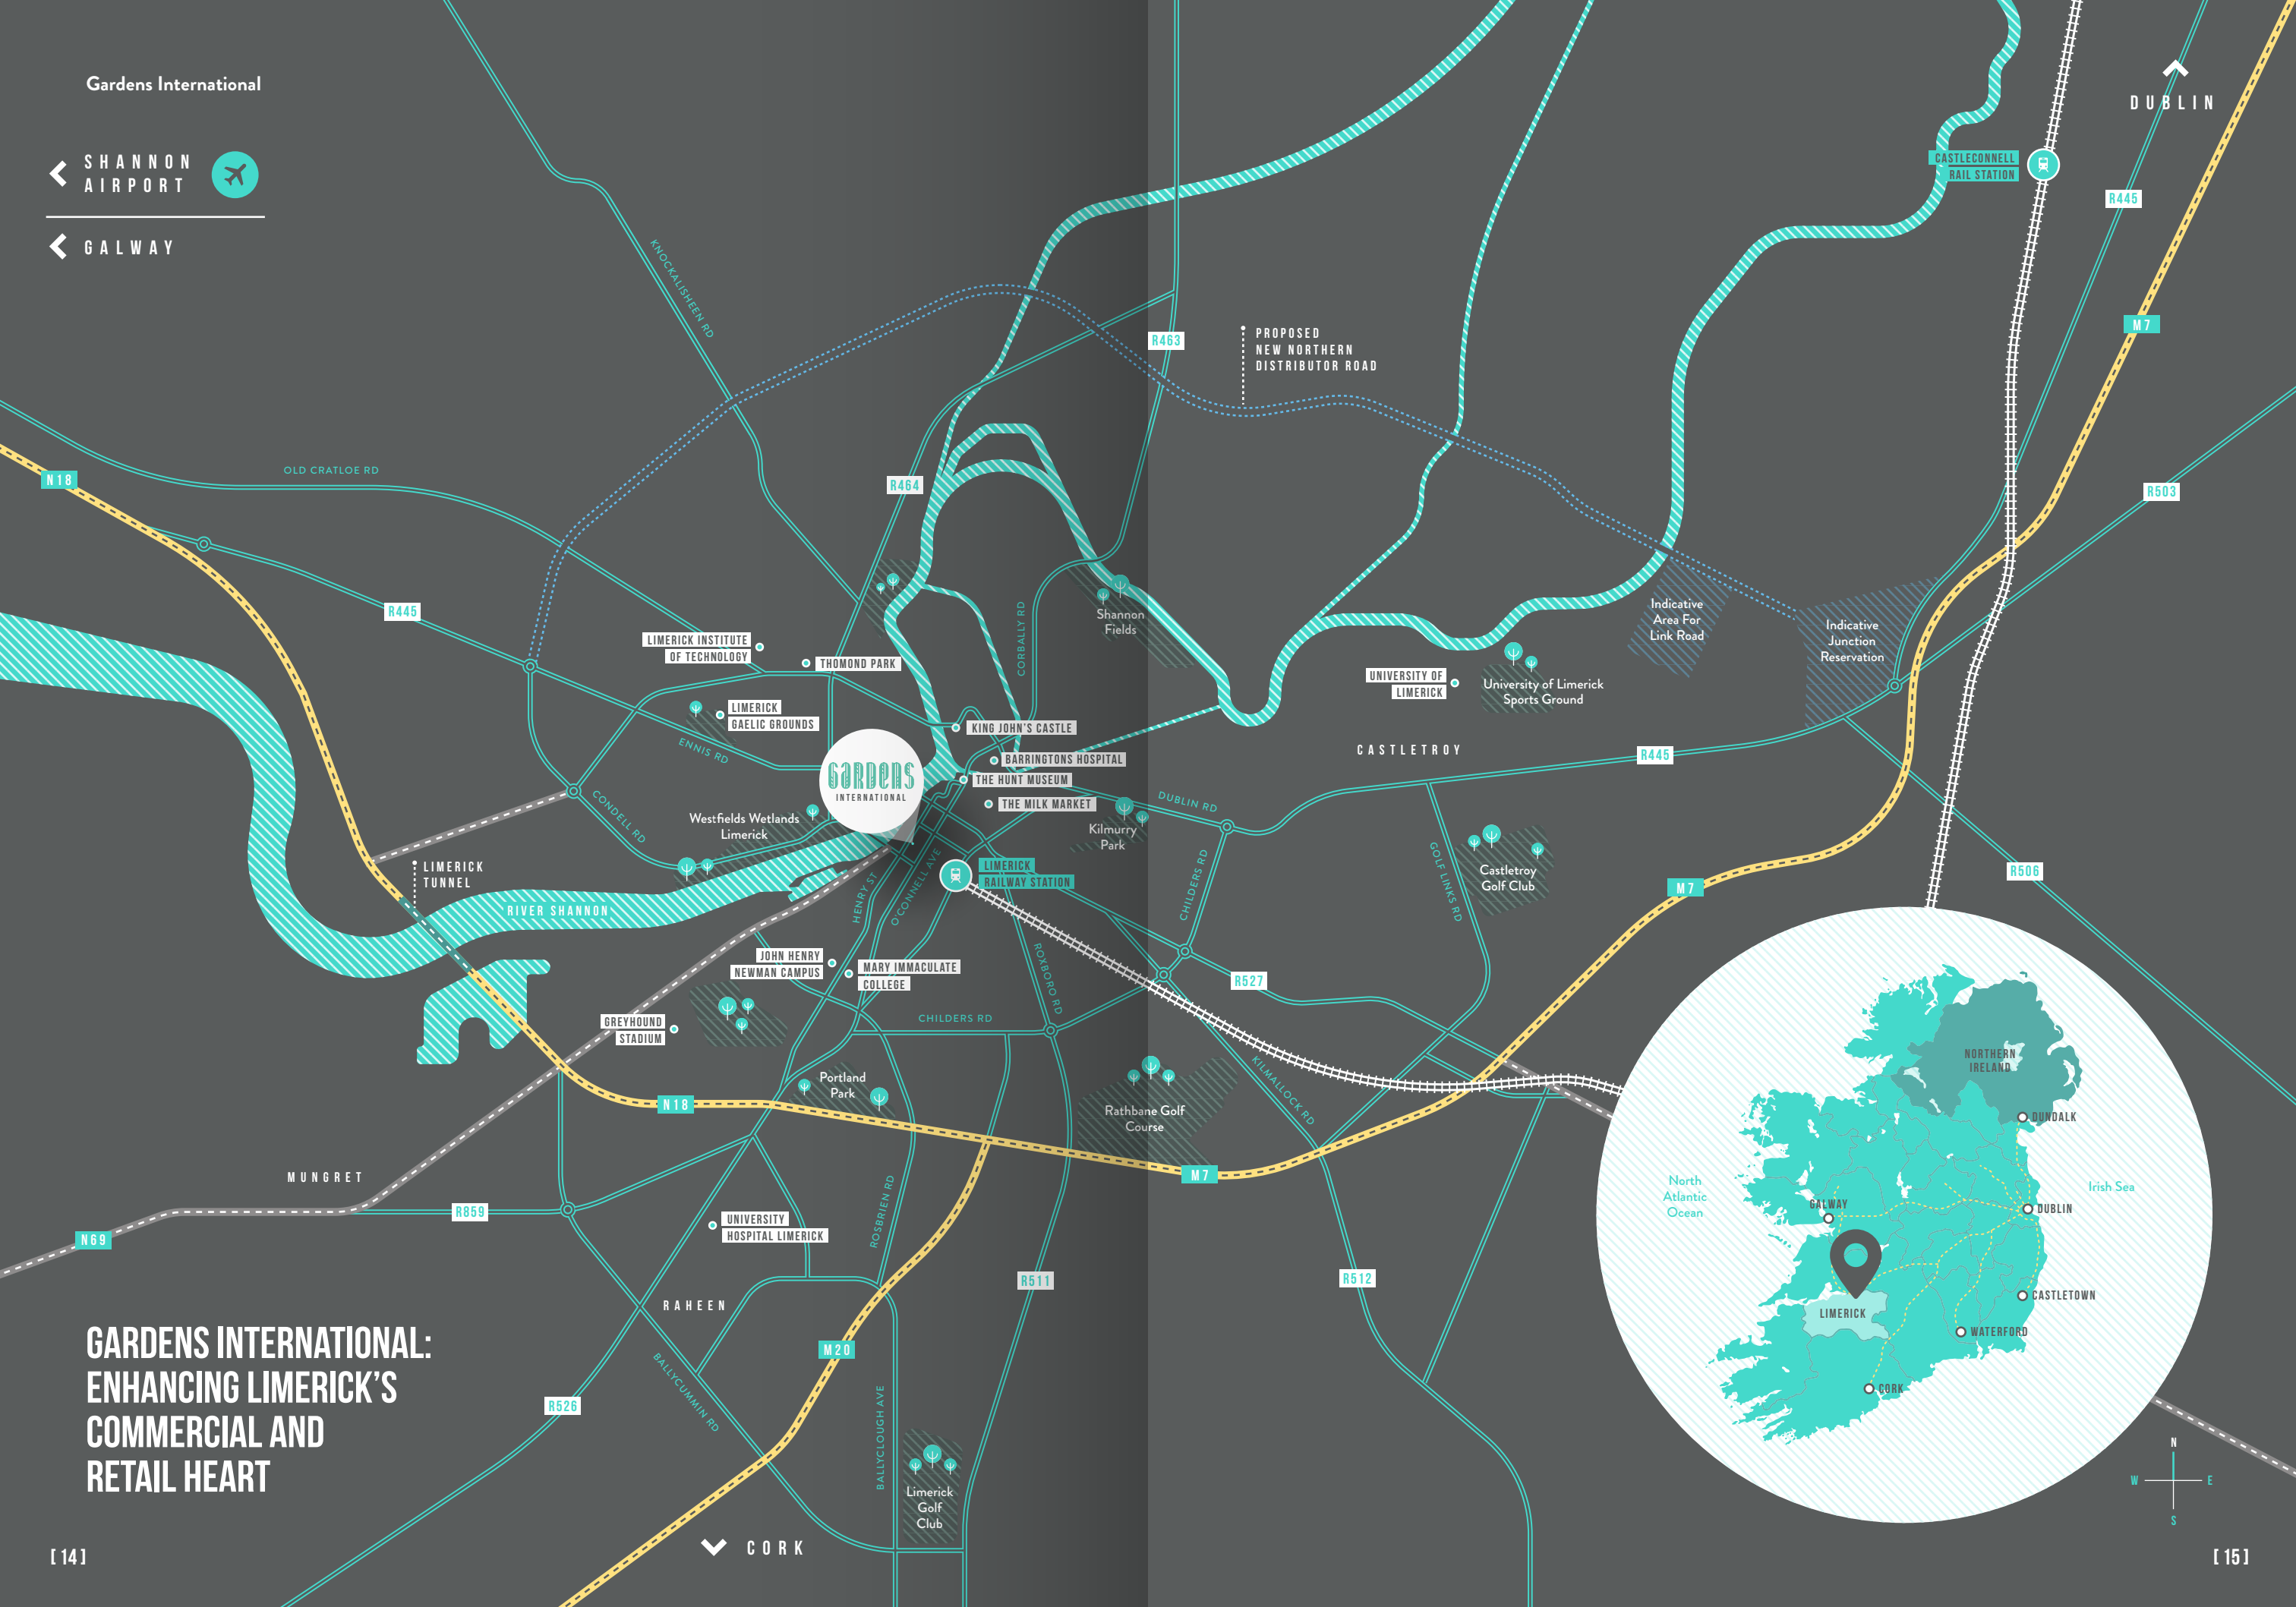 Gardens International
SHANNON
AIRPORT
GALWAY
DUBLIN
CASTLECONNELL
RAIL STATION
R445
KNOCKALISHEEN RD
M7
R463
PROPOSED
NEW NORTHERN
DISTRIBUTOR ROAD
OLD CRATLOE RD
N18
R464
R503
R445
CORBALLY RD
Shannon
Fields
Indicative
Area For
Link Road
Indicative
Junction
Reservation
LIMERICK INSTITUTE
OF TECHNOLOGY
THOMOND PARK
UNIVERSITY OF
LIMERICK
University of Limerick
Sports Ground
LIMERICK
GAELIC GROUNDS
KING JOHN'S CASTLE
ENNIS RD
CASTLETROY
R445
BARRINGTONS HOSPITAL
GARDENS
INTERNATIONAL
THE HUNT MUSEUM
THE MILK MARKET
DUBLIN RD
CONDELL RD
Westfields Wetlands
Limerick
Kilmurry
Park
LIMERICK
TUNNEL
LIMERICK
RAILWAY STATION
HENRY ST
O'CONNELL AVE
CHILDERS RD
GOLF LINKS RD
Castletroy
Golf Club
M7
R506
RIVER SHANNON
JOHN HENRY
NEWMAN CAMPUS
MARY IMMACULATE
COLLEGE
ROXBORO RD
R527
GREYHOUND
STADIUM
CHILDERS RD
Portland
Park
N18
KILMALLOCK RD
Rathbane Golf
Course
M7
MUNGRET
R859
N69
UNIVERSITY
HOSPITAL LIMERICK
ROSBRIEN RD
R511
R512
RAHEEN
M20
BALLYCUMMIN RD
R526
BALLYCLOUGH AVE
Limerick
Golf
Club
CORK
NORTHERN
IRELAND
DUNDALK
North
Atlantic
Ocean
Irish Sea
GALWAY
DUBLIN
CASTLETOWN
LIMERICK
WATERFORD
CORK
N
W
E
S
GARDENS INTERNATIONAL:
ENHANCING LIMERICK'S
COMMERCIAL AND
RETAIL HEART
[ 14 ]
[ 15 ]